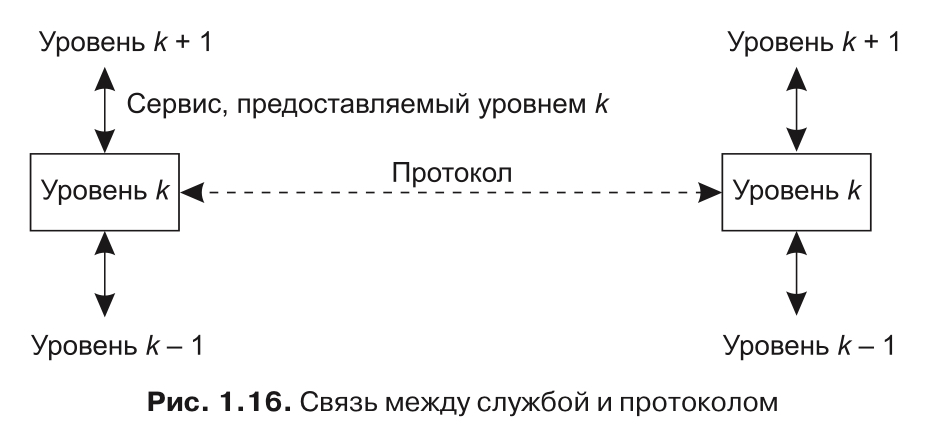 Уровень k + 1
Уровень k + 1
Сервис, предоставляемый уровнем k
Протокол
Уровень k
Уровень k
Уровень k – 1
Уровень k – 1
Рис. 1.16. Связь между службой и протоколом